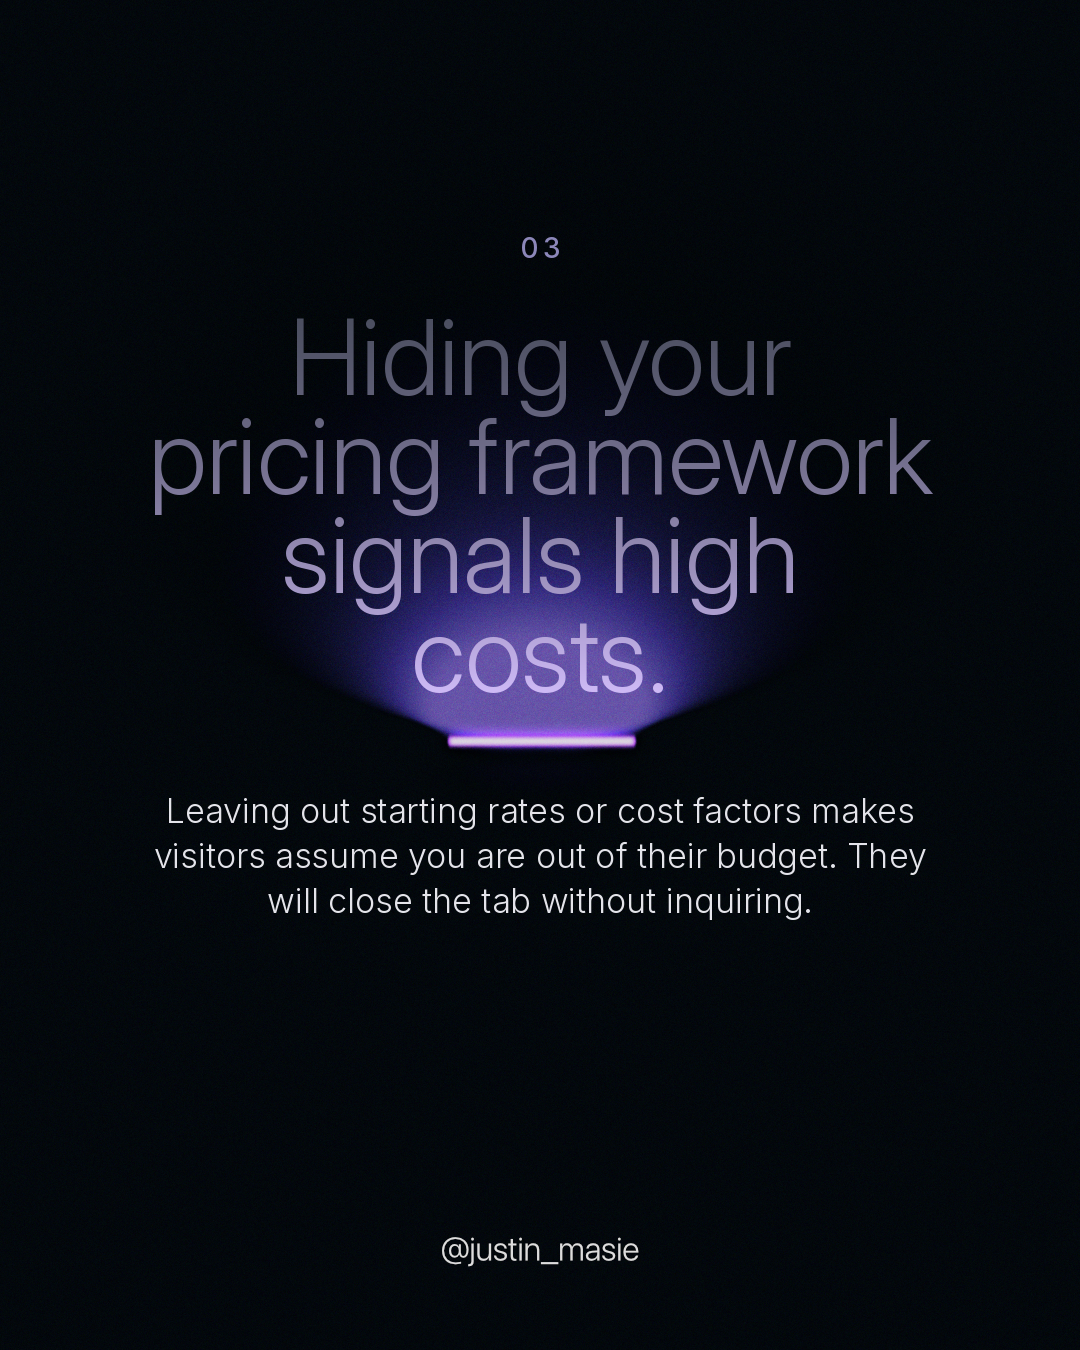 03
Hiding your
pricing framework
signals high
costs.
Leaving out starting rates or cost factors makes
visitors assume you are out of their budget. They
will close the tab without inquiring.
@justin_masie